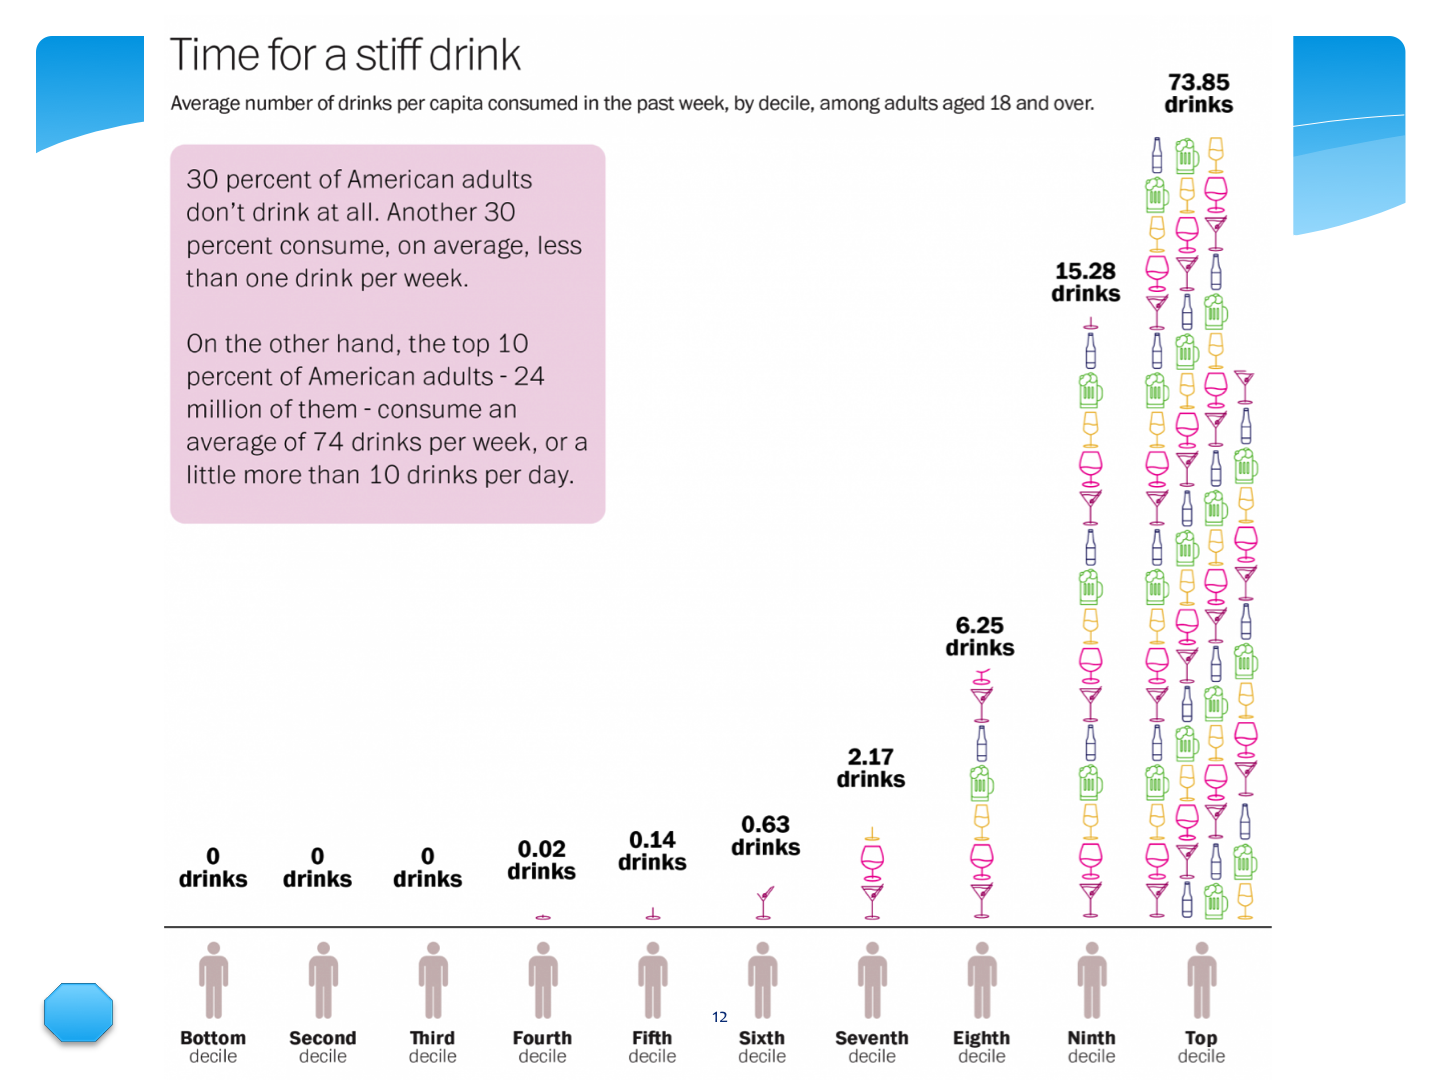 Time for a stiff drink
Average number of drinks per capita consumed in the past week, by decile, among adults aged 18 and over.
30 percent of American adults
don't drink at all. Another 30
percent consume, on average, less
than one drink per week.
On the other hand, the top 10
percent of American adults - 24
million of them - consume an
average of 74 drinks per week, or a
little more than 10 drinks per day.
0
drinks
0
drinks
0
drinks
0.02
drinks
0.14
drinks
0.63
drinks
2.17
drinks
6.25
drinks
15.28
drinks
73.85
drinks
Bottom
decile
Second
decile
Third
decile
Fourth
decile
Fifth
decile
Sixth
decile
Seventh
decile
Eighth
decile
Ninth
decile
Top
decile
12